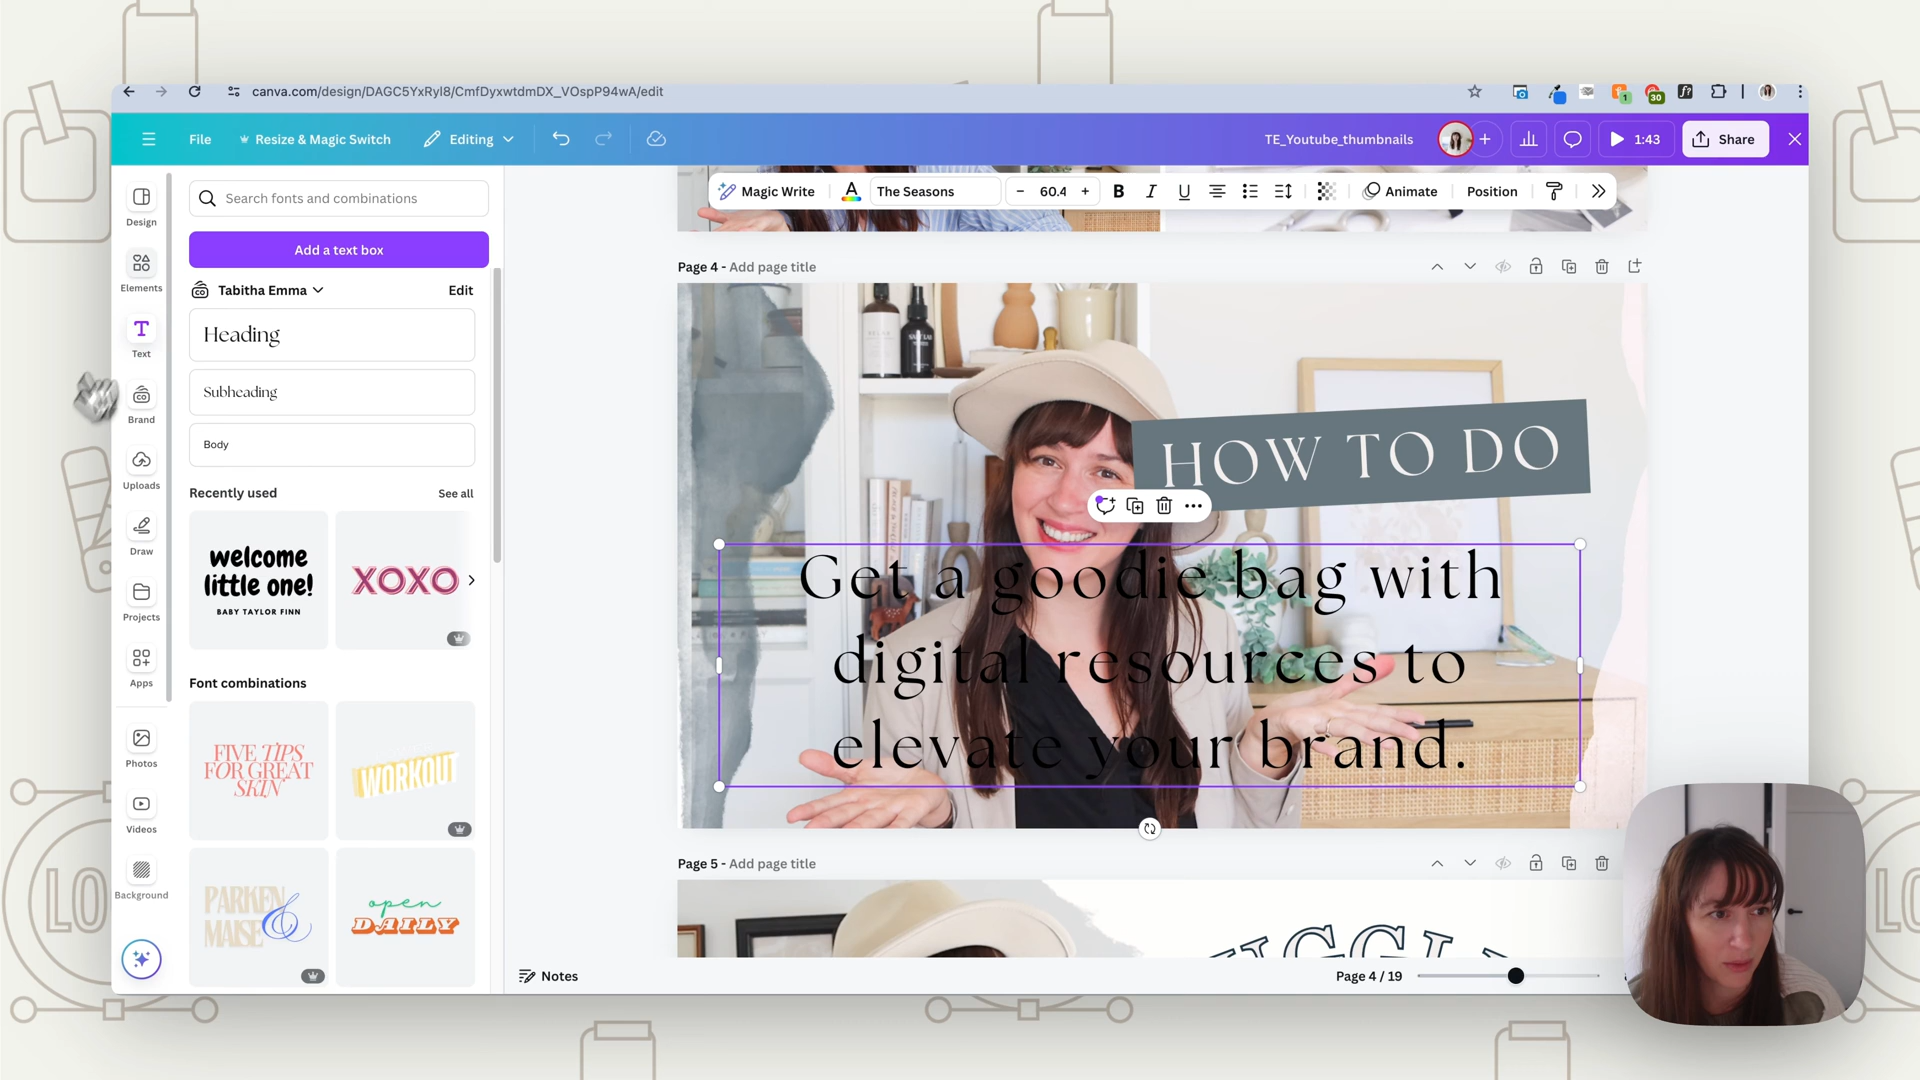 canva.com/design/DAGC5YxRyl8/CmfDyxwtdmDX_VOspP94wA/edit
1
30
f?
File
Resize & Magic Switch
Editing
TE_Youtube_thumbnails
1:43
Share
Search fonts and combinations
Magic Write
A
The Seasons
60.4
B
I
U
Animate
Position
Design
Add a text box
Elements
Tabitha Emma
Edit
Page 4 - Add page title
Heading
Text
Subheading
Brand
Body
HOW TO DO
Uploads
Recently used
See all
welcome
little one!
BABY TAYLOR FINN
XOXO
Draw
Get a goodie bag with
digital resources to
elevate your brand.
Projects
Apps
Font combinations
Photos
FIVE TIPS
FOR GREAT
SKIN
WORKOUT
Videos
Page 5 - Add page title
Background
PARKEN
MAISE &
open
DAILY
Notes
Page 4 / 19
LO